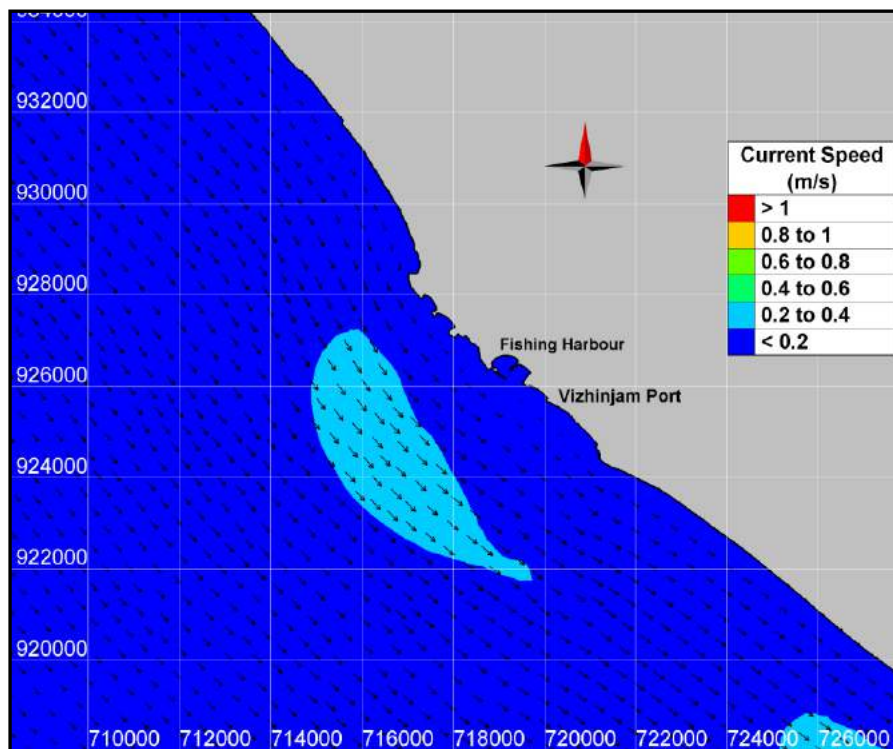 934000
932000
930000
928000
926000
924000
922000
920000
Fishing Harbour
Vizhinjam Port
Current Speed
(m/s)
> 1
0.8 to 1
0.6 to 0.8
0.4 to 0.6
0.2 to 0.4
< 0.2
710000 712000 714000 716000 718000 720000 722000 724000 726000